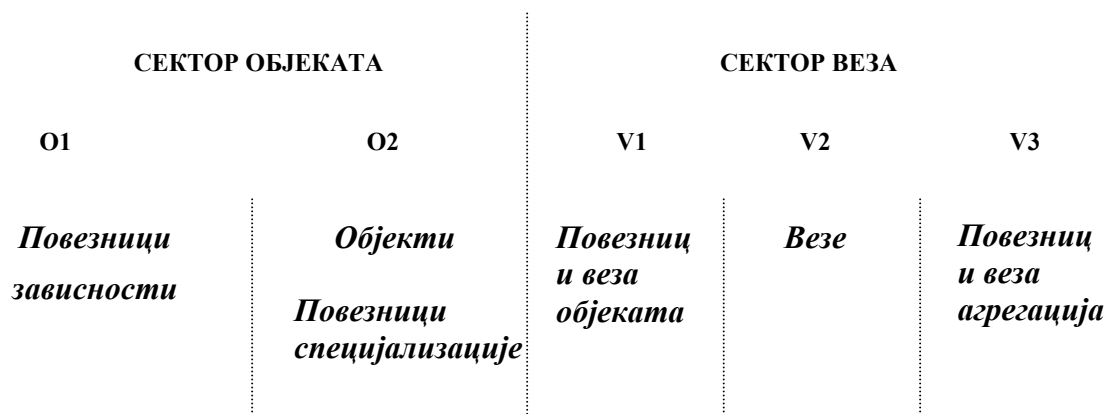 СЕКТОР ОБЈЕКАТА
СЕКТОР ВЕЗА
О1
О2
V1
V2
V3
Повезници
зависности
Објекти
Повезници
специјализације
Повезниц
и веза
објеката
Везе
Повезниц
и веза
агрегација